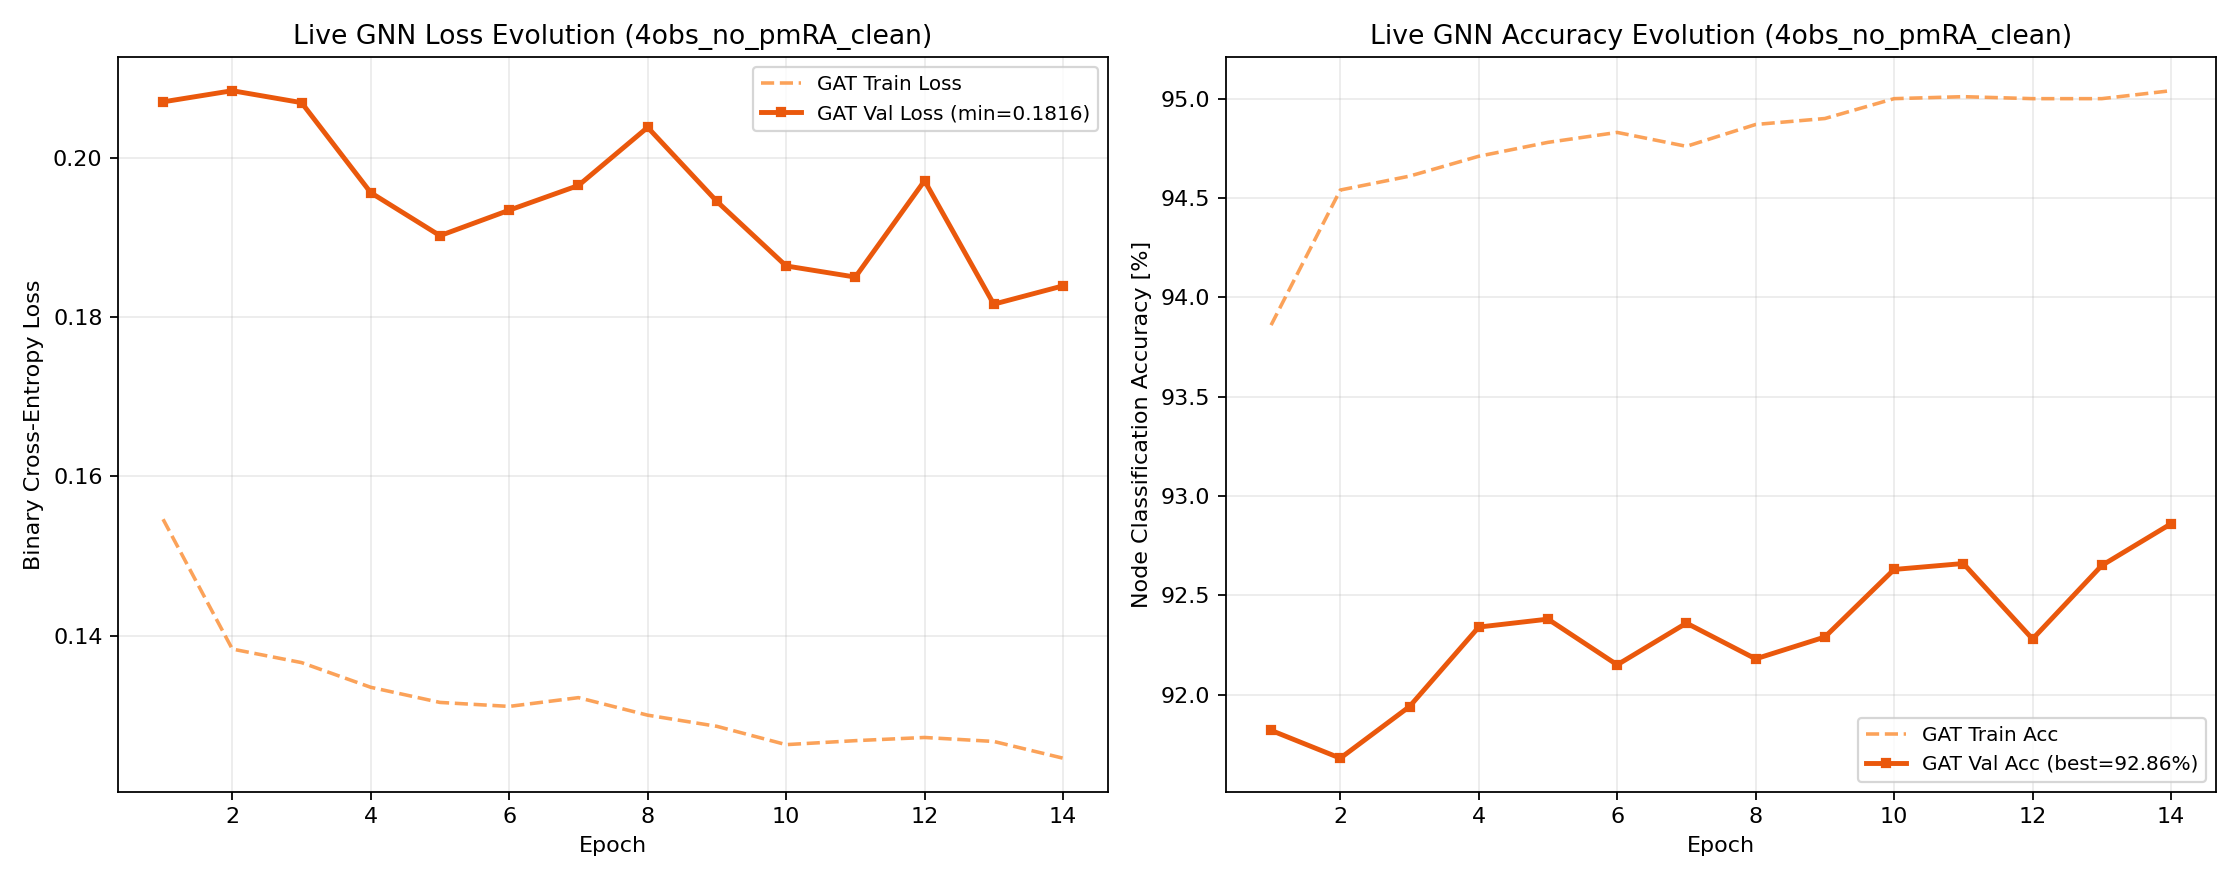 Live GNN Loss Evolution (4obs_no_pmRA_clean)
GAT Train Loss
GAT Val Loss (min=0.1816)
Binary Cross-Entropy Loss
0.20
0.18
0.16
0.14
2 4 6 8 10 12 14
Epoch
Live GNN Accuracy Evolution (4obs_no_pmRA_clean)
Node Classification Accuracy [%]
95.0
94.5
94.0
93.5
93.0
92.5
92.0
GAT Train Acc
GAT Val Acc (best=92.86%)
2 4 6 8 10 12 14
Epoch